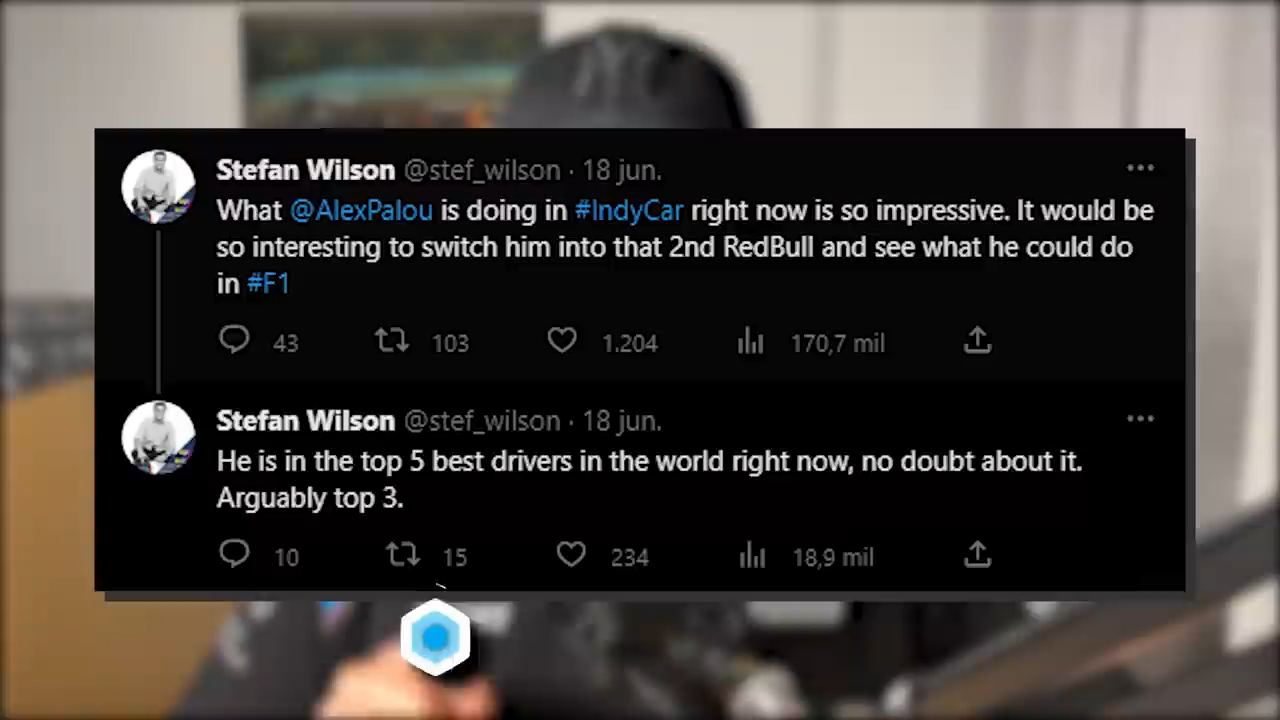 Stefan Wilson @stef_wilson · 18 jun.
What @AlexPalou is doing in #IndyCar right now is so impressive. It would be
so interesting to switch him into that 2nd RedBull and see what he could do
in #F1
43 103 1.204 170,7 mil
Stefan Wilson @stef_wilson · 18 jun.
He is in the top 5 best drivers in the world right now, no doubt about it.
Arguably top 3.
10 15 234 18,9 mil